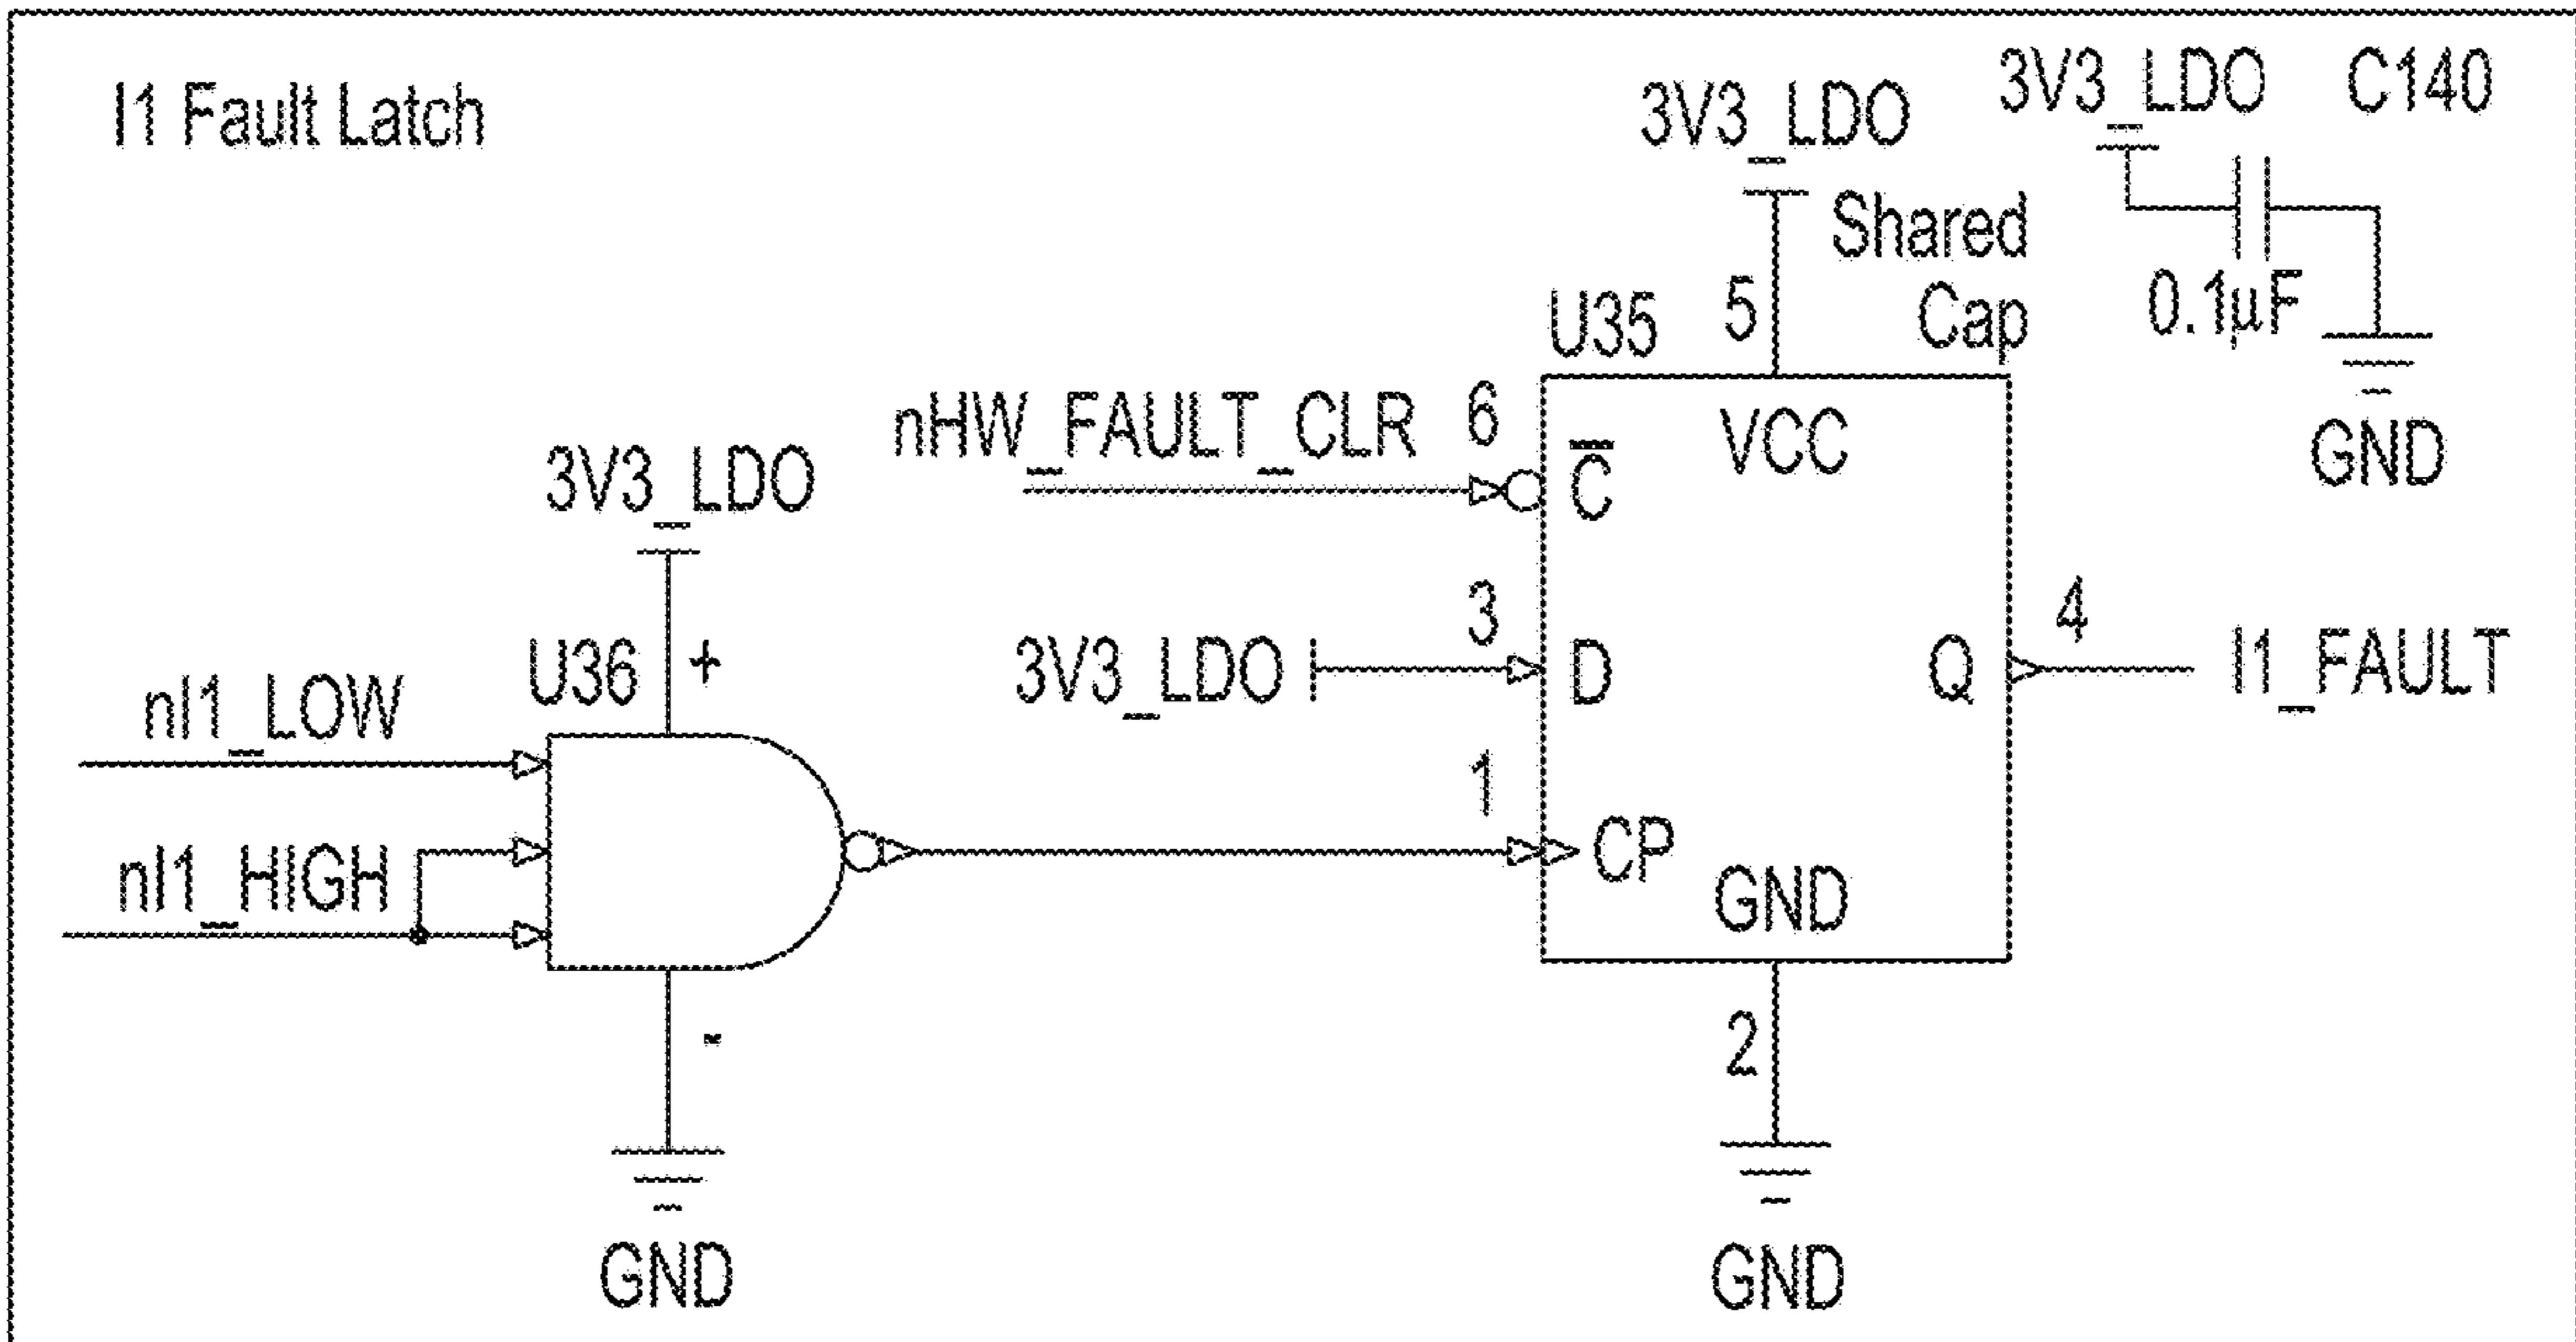 I1 Fault Latch
3V3_LDO
3V3_LDO C140
Shared
Cap
0.1µF
GND
U35
5
nHW_FAULT_CLR
6
C̅
VCC
3V3_LDO
3V3_LDO
3
D
Q
4
I1_FAULT
U36
+
nI1_LOW
nI1_HIGH
1
CP
GND
-
2
GND
GND